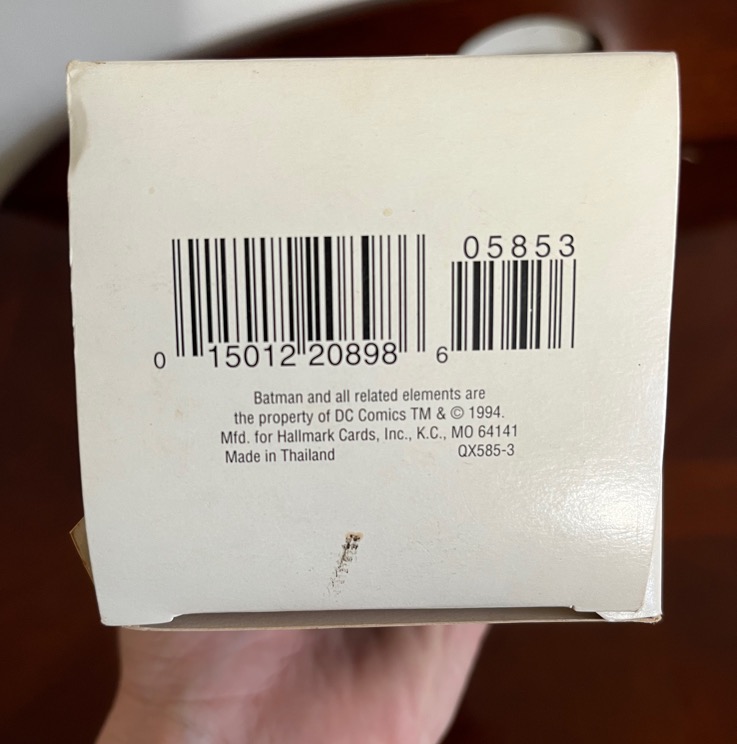 05853
0 15012 20898 6
Batman and all related elements are
the property of DC Comics TM & © 1994.
Mfd. for Hallmark Cards, Inc., K.C., MO 64141
Made in Thailand QX585-3